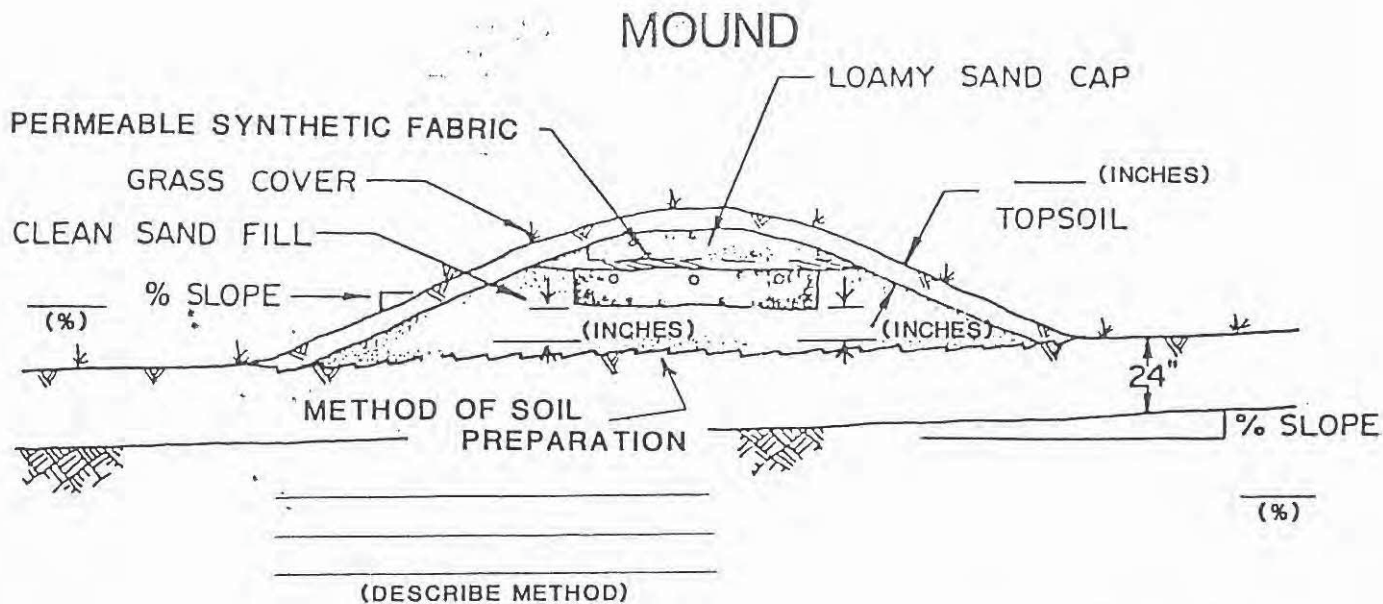 MOUND
LOAMY SAND CAP
PERMEABLE SYNTHETIC FABRIC
(INCHES)
GRASS COVER
TOPSOIL
CLEAN SAND FILL
% SLOPE
(%)
(INCHES)
(INCHES)
24"
METHOD OF SOIL
PREPARATION
% SLOPE
(%)
(DESCRIBE METHOD)